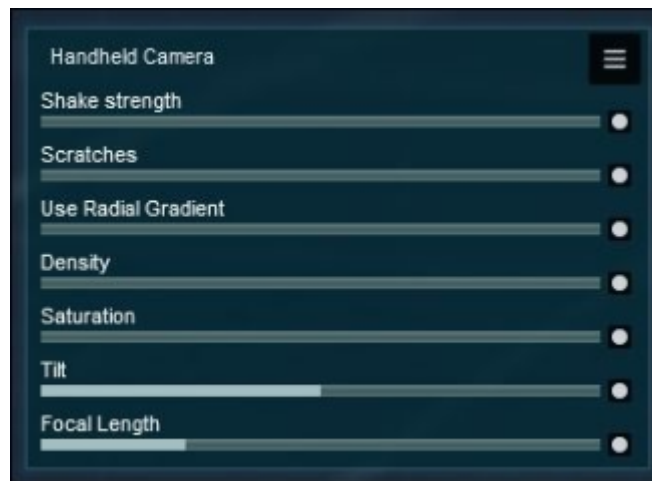 Handheld Camera
Shake strength
Scratches
Use Radial Gradient
Density
Saturation
Tilt
Focal Length